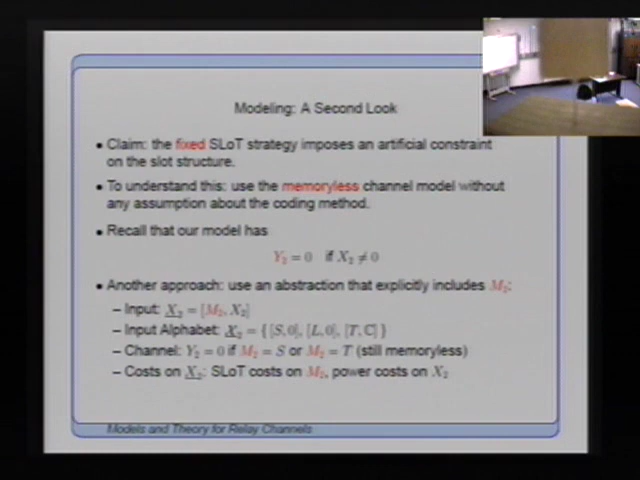 Modeling: A Second Look
• Claim: the fixed SLoT strategy imposes an artificial constraint
on the slot structure.
• To understand this: use the memoryless channel model without
any assumption about the coding method.
• Recall that our model has
Y₂ = 0 if X₂ ≠ 0
• Another approach: use an abstraction that explicitly includes M₂:
– Input: X₂ = [M₂, X₂]
– Input Alphabet: X₂ = {[S,0], [L,0], [T,ℂ]}
– Channel: Y₂ = 0 if M₂ = S or M₂ = T (still memoryless)
– Costs on X₂: SLoT costs on M₂, power costs on X₂
Models and Theory for Relay Channels